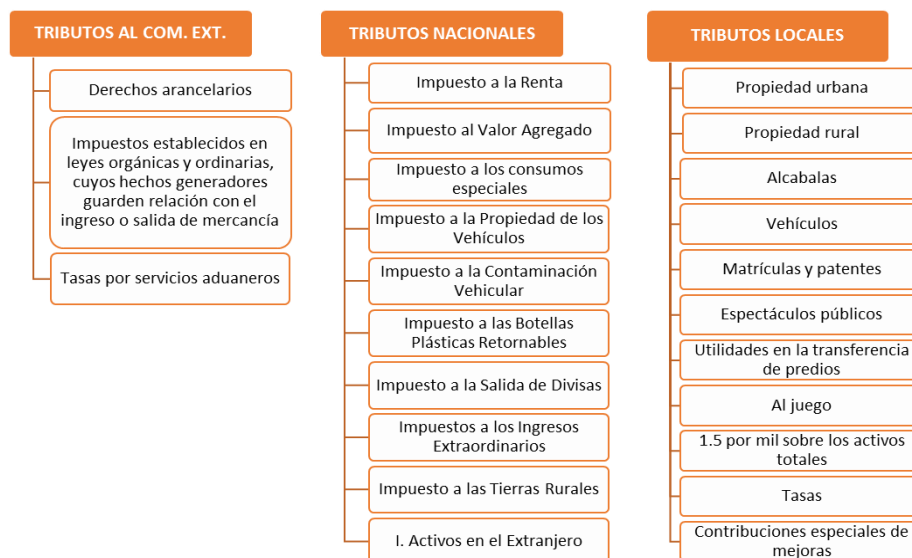 TRIBUTOS AL COM. EXT.
Derechos arancelarios
Impuestos establecidos en
leyes orgánicas y ordinarias,
cuyos hechos generadores
guarden relación con el
ingreso o salida de mercancía
Tasas por servicios aduaneros
TRIBUTOS NACIONALES
Impuesto a la Renta
Impuesto al Valor Agregado
Impuesto a los consumos
especiales
Impuesto a la Propiedad de los
Vehículos
Impuesto a la Contaminación
Vehicular
Impuesto a las Botellas
Plásticas Retornables
Impuesto a la Salida de Divisas
Impuestos a los Ingresos
Extraordinarios
Impuesto a las Tierras Rurales
I. Activos en el Extranjero
TRIBUTOS LOCALES
Propiedad urbana
Propiedad rural
Alcabalas
Vehículos
Matrículas y patentes
Espectáculos públicos
Utilidades en la transferencia
de predios
Al juego
1.5 por mil sobre los activos
totales
Tasas
Contribuciones especiales de
mejoras